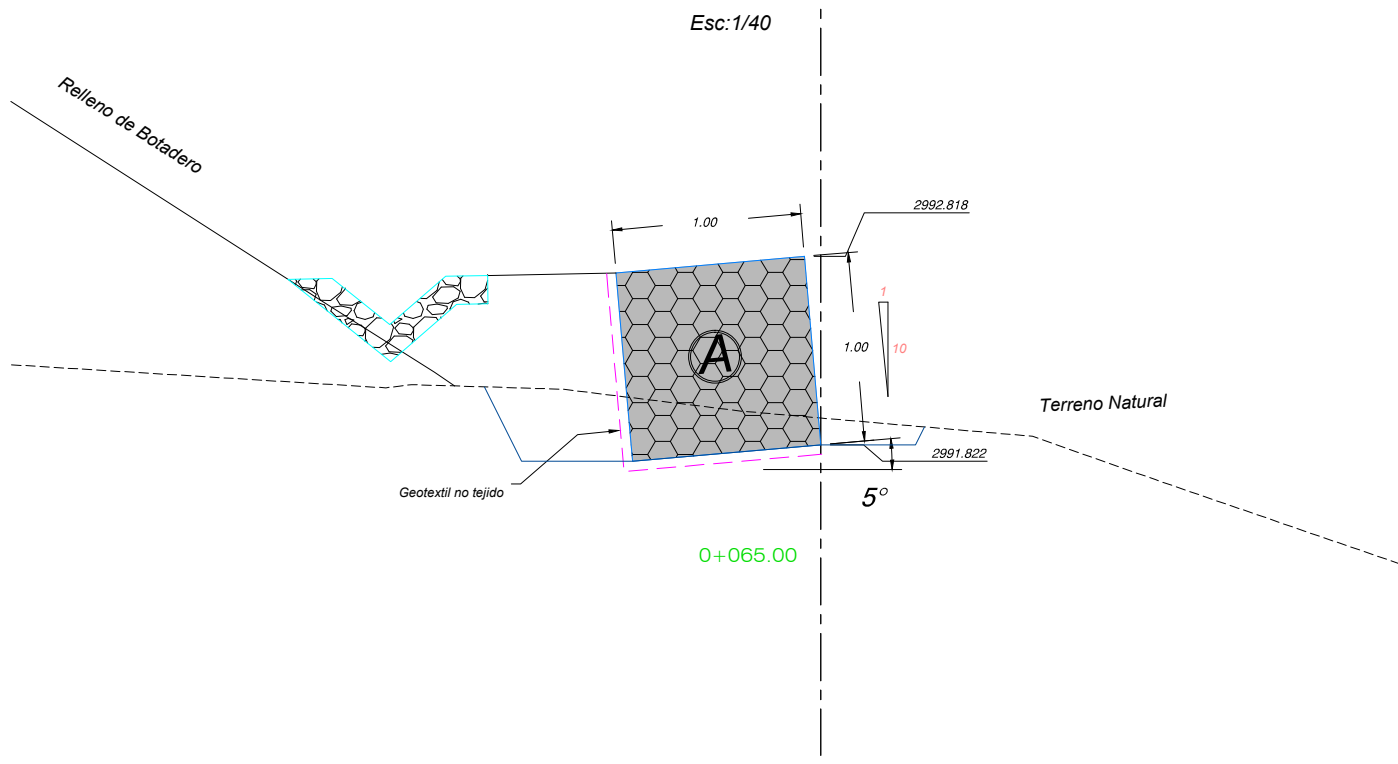 Esc:1/40
Relleno de Botadero
2992.818
1.00
1
10
1.00
A
Terreno Natural
2991.822
Geotextil no tejido
5°
0+065.00